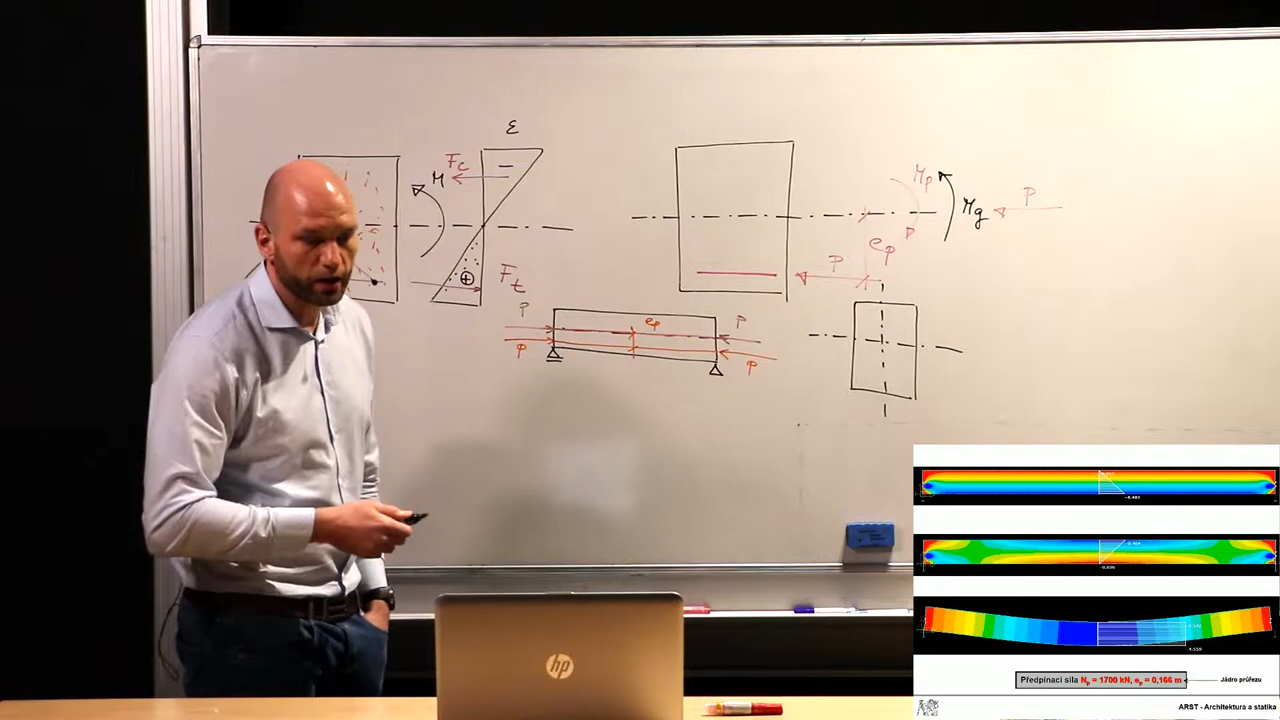 ε
Fc
M
Ft
Mp
Mg
P
ep
P
P
ep
P
P
P
hp
Předpínací síla Np = 1700 kN, ep = 0,166 m
Jádro průřezu
ARST - Architektura a statika